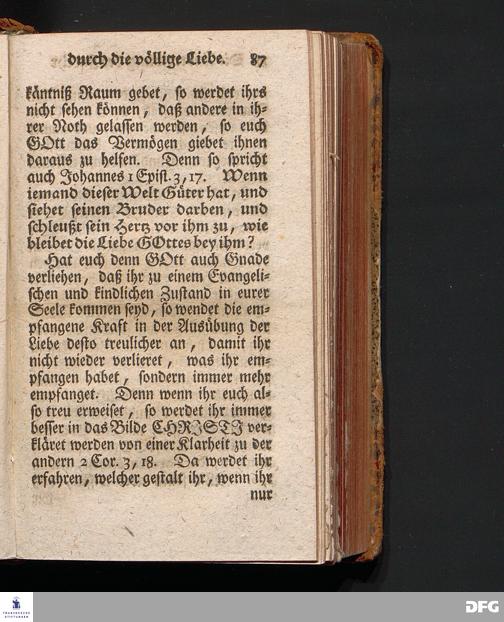 durch die völlige Liebe. 87
käntniß Raum gebet, so werdet ihrs
nicht sehen können, daß andere in ih-
rer Noth gelassen werden, so euch
GOtt das Vermögen giebet ihnen
daraus zu helfen. Denn so spricht
auch Johannes 1 Epist. 3, 17. Wenn
iemand dieser Welt Güter hat, und
siehet seinen Bruder darben, und
schleußt sein Hertz vor ihm zu, wie
bleibet die Liebe GOttes bey ihm?
Hat euch denn GOtt auch Gnade
verliehen, daß ihr zu einem Evangeli-
schen und kindlichen Zustand in eurer
Seele kommen seyd, so wendet die em-
pfangene Kraft in der Ausübung der
Liebe desto treulicher an, damit ihr
nicht wieder verlieret, was ihr em-
pfangen habet, sondern immer mehr
empfanget. Denn wenn ihr euch al-
so treu erweiset, so werdet ihr immer
besser in das Bilde CHRISTI ver-
kläret werden von einer Klarheit zu der
andern 2 Cor. 3, 18. Da werdet ihr
erfahren, welcher gestalt ihr, wenn ihr
nur
FRANCKESCHE
STIFTUNGEN
DFG